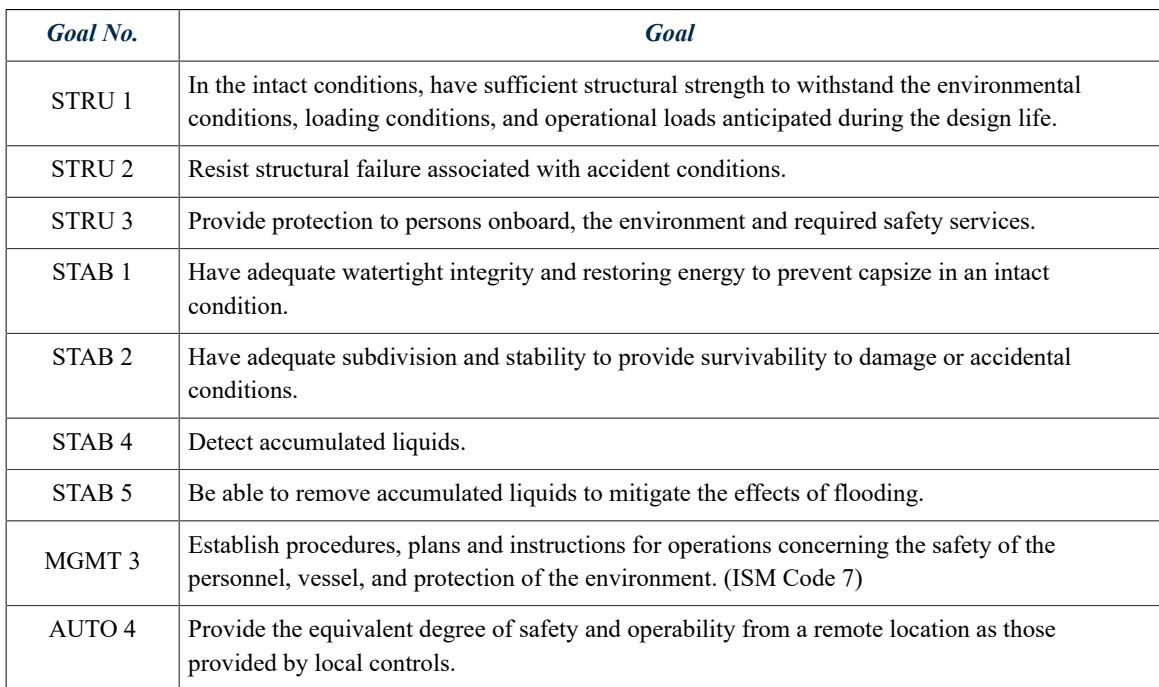 Goal No. Goal
STRU 1 In the intact conditions, have sufficient structural strength to withstand the environmental
conditions, loading conditions, and operational loads anticipated during the design life.
STRU 2 Resist structural failure associated with accident conditions.
STRU 3 Provide protection to persons onboard, the environment and required safety services.
STAB 1 Have adequate watertight integrity and restoring energy to prevent capsize in an intact
condition.
STAB 2 Have adequate subdivision and stability to provide survivability to damage or accidental
conditions.
STAB 4 Detect accumulated liquids.
STAB 5 Be able to remove accumulated liquids to mitigate the effects of flooding.
MGMT 3 Establish procedures, plans and instructions for operations concerning the safety of the
personnel, vessel, and protection of the environment. (ISM Code 7)
AUTO 4 Provide the equivalent degree of safety and operability from a remote location as those
provided by local controls.